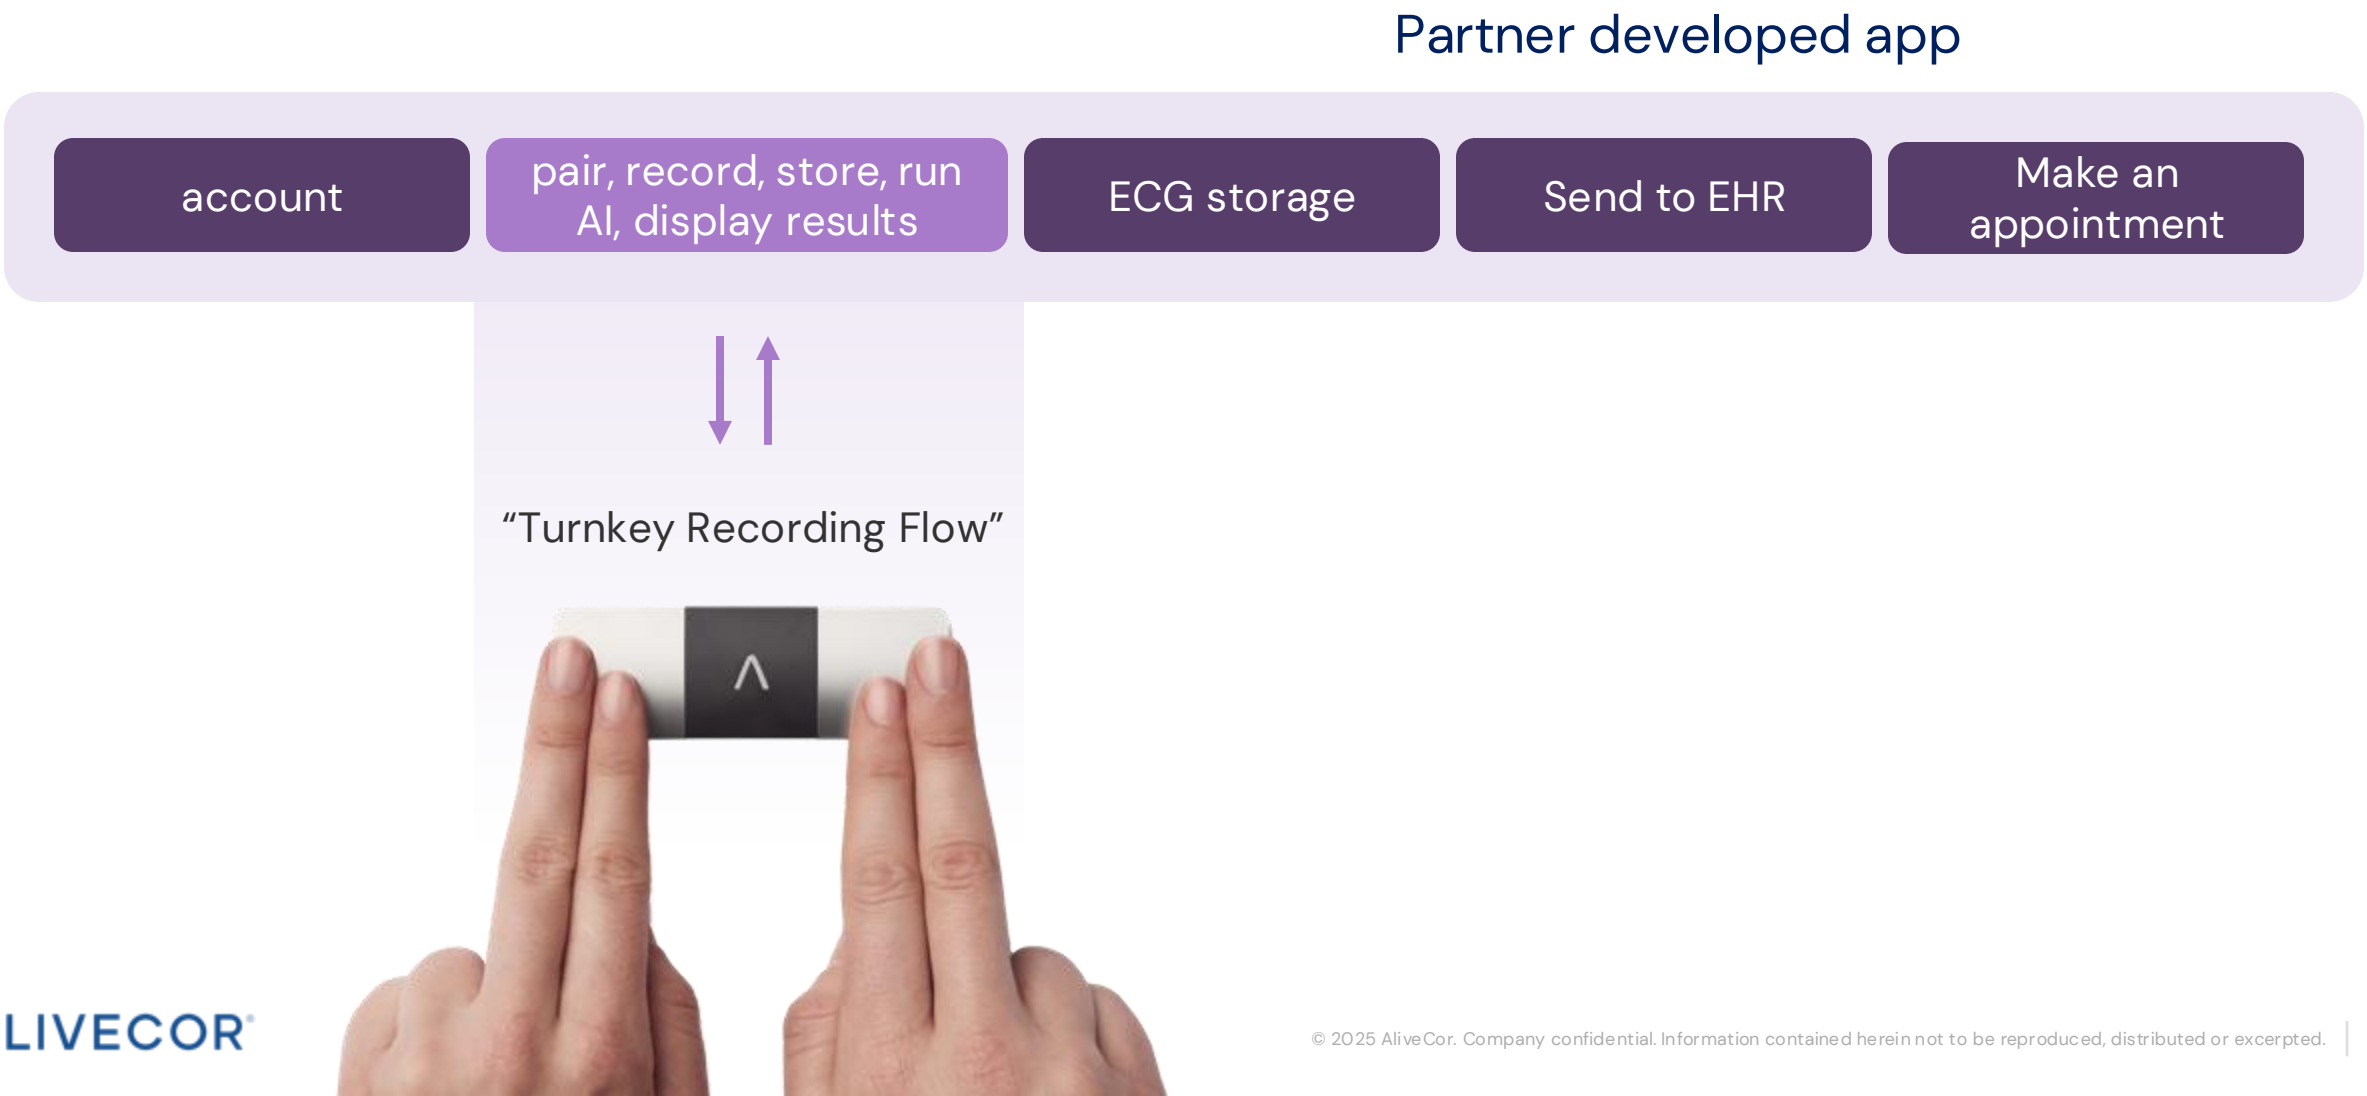 Partner developed app
account
pair, record, store, run
AI, display results
ECG storage
Send to EHR
Make an
appointment
“Turnkey Recording Flow”
LIVECOR®
© 2025 AliveCor. Company confidential. Information contained herein not to be reproduced, distributed or excerpted.